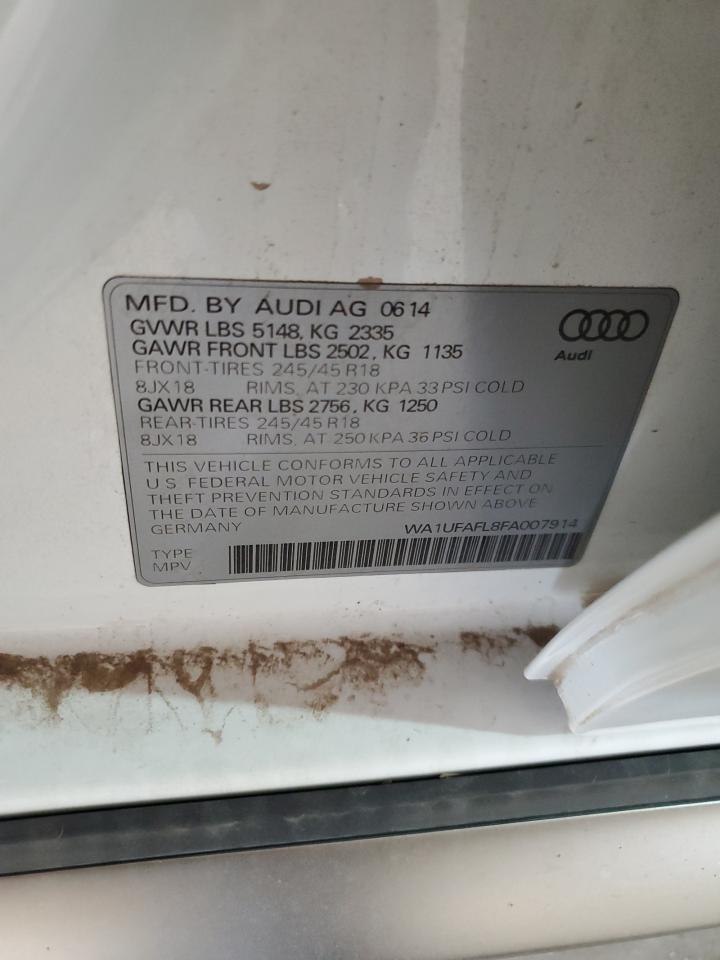 MFD. BY AUDI AG 0614
GVWR LBS 5148, KG 2335
GAWR FRONT LBS 2502, KG 1135
FRONT-TIRES 245/45 R18
8JX18 RIMS, AT 230 KPA 33 PSI COLD
GAWR REAR LBS 2756, KG 1250
REAR-TIRES 245/45 R18
8JX18 RIMS, AT 250 KPA 36 PSI COLD
Audi
THIS VEHICLE CONFORMS TO ALL APPLICABLE
U.S. FEDERAL MOTOR VEHICLE SAFETY AND
THEFT PREVENTION STANDARDS IN EFFECT ON
THE DATE OF MANUFACTURE SHOWN ABOVE
GERMANY WA1UFAFL8FA007914
TYPE
MPV